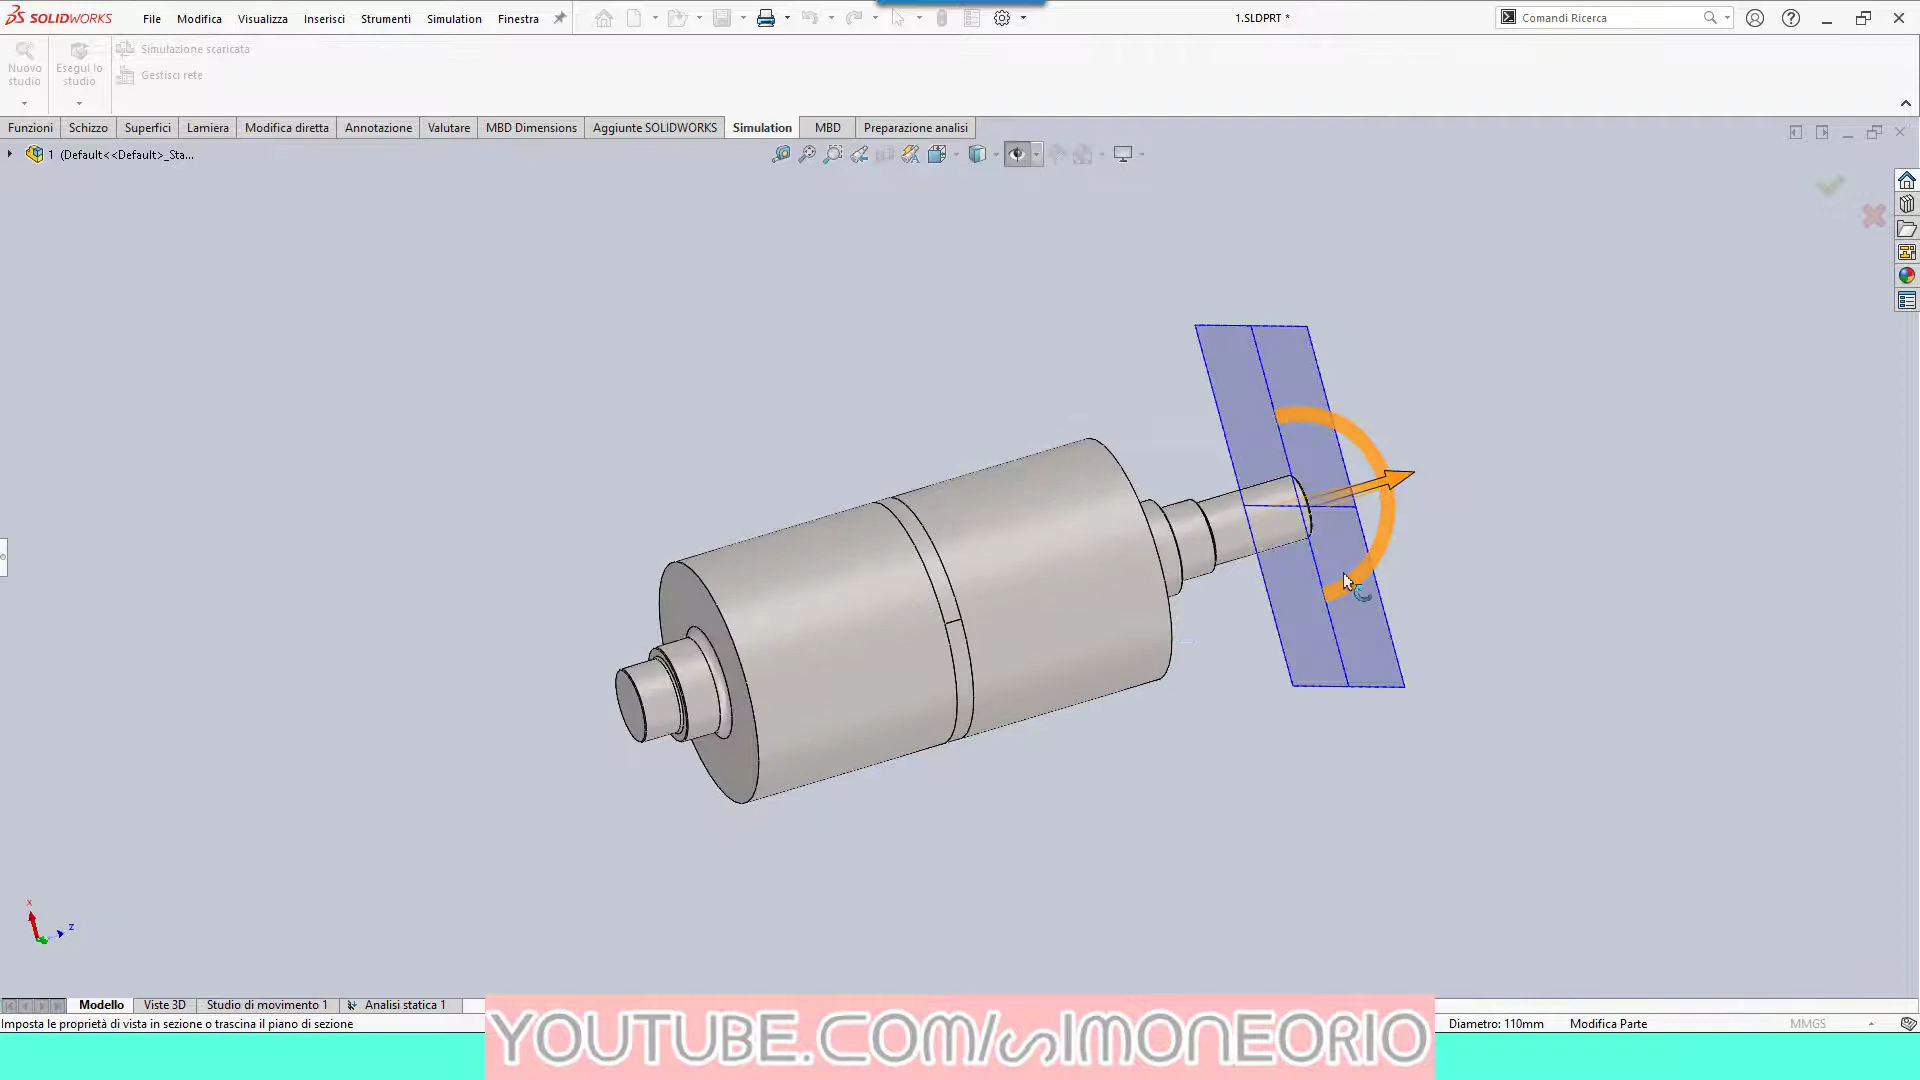 SOLIDWORKS
File
Modifica
Visualizza
Inserisci
Strumenti
Simulation
Finestra
1.SLDPRT *
Comandi Ricerca
Nuovo studio
Esegui lo studio
Simulazione scaricata
Gestisci rete
Funzioni
Schizzo
Superfici
Lamiera
Modifica diretta
Annotazione
Valutare
MBD Dimensions
Aggiunte SOLIDWORKS
Simulation
MBD
Preparazione analisi
1 (Default<<Default>_Sta...
x
z
Modello
Viste 3D
Studio di movimento 1
Analisi statica 1
Imposta le proprietà di vista in sezione o trascina il piano di sezione
Diametro: 110mm
Modifica Parte
MMGS
YOUTUBE.COM/SIMONEORIO